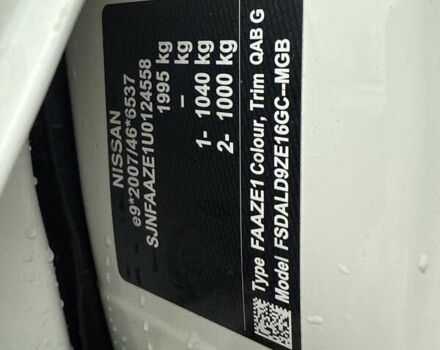 NISSAN
e9*2007/46*6537
SJNFAAZE1U0124558
1995 kg
– kg
1- 1040 kg
2- 1000 kg
Type FAAZE1 Colour, Trim QAB G
Model FSDALD9ZE16GC--MGB